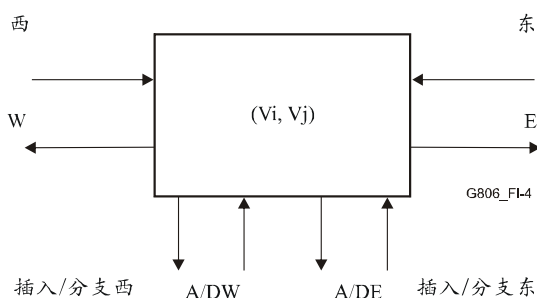 西 东
W E
(Vi, Vj)
G806_FI-4
插入/分支西 A/DW A/DE 插入/分支东